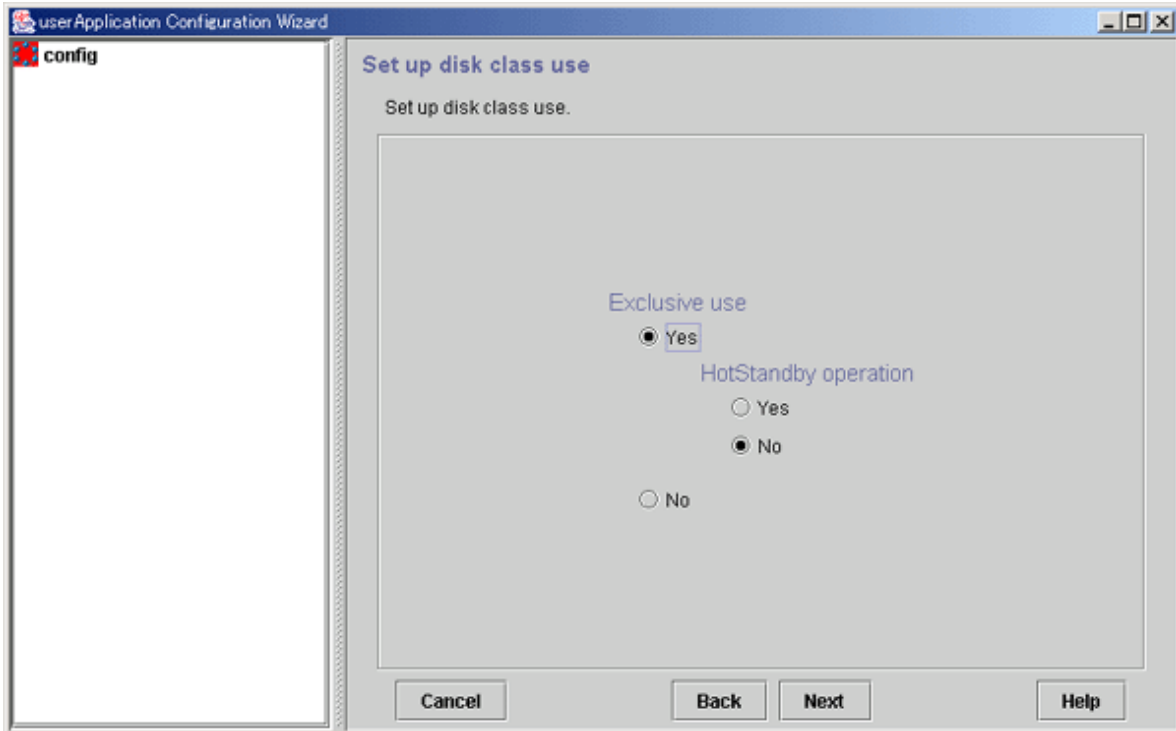 userApplication Configuration Wizard
config
Set up disk class use
Set up disk class use.
Exclusive use
Yes
HotStandby operation
Yes
No
No
Cancel
Back
Next
Help